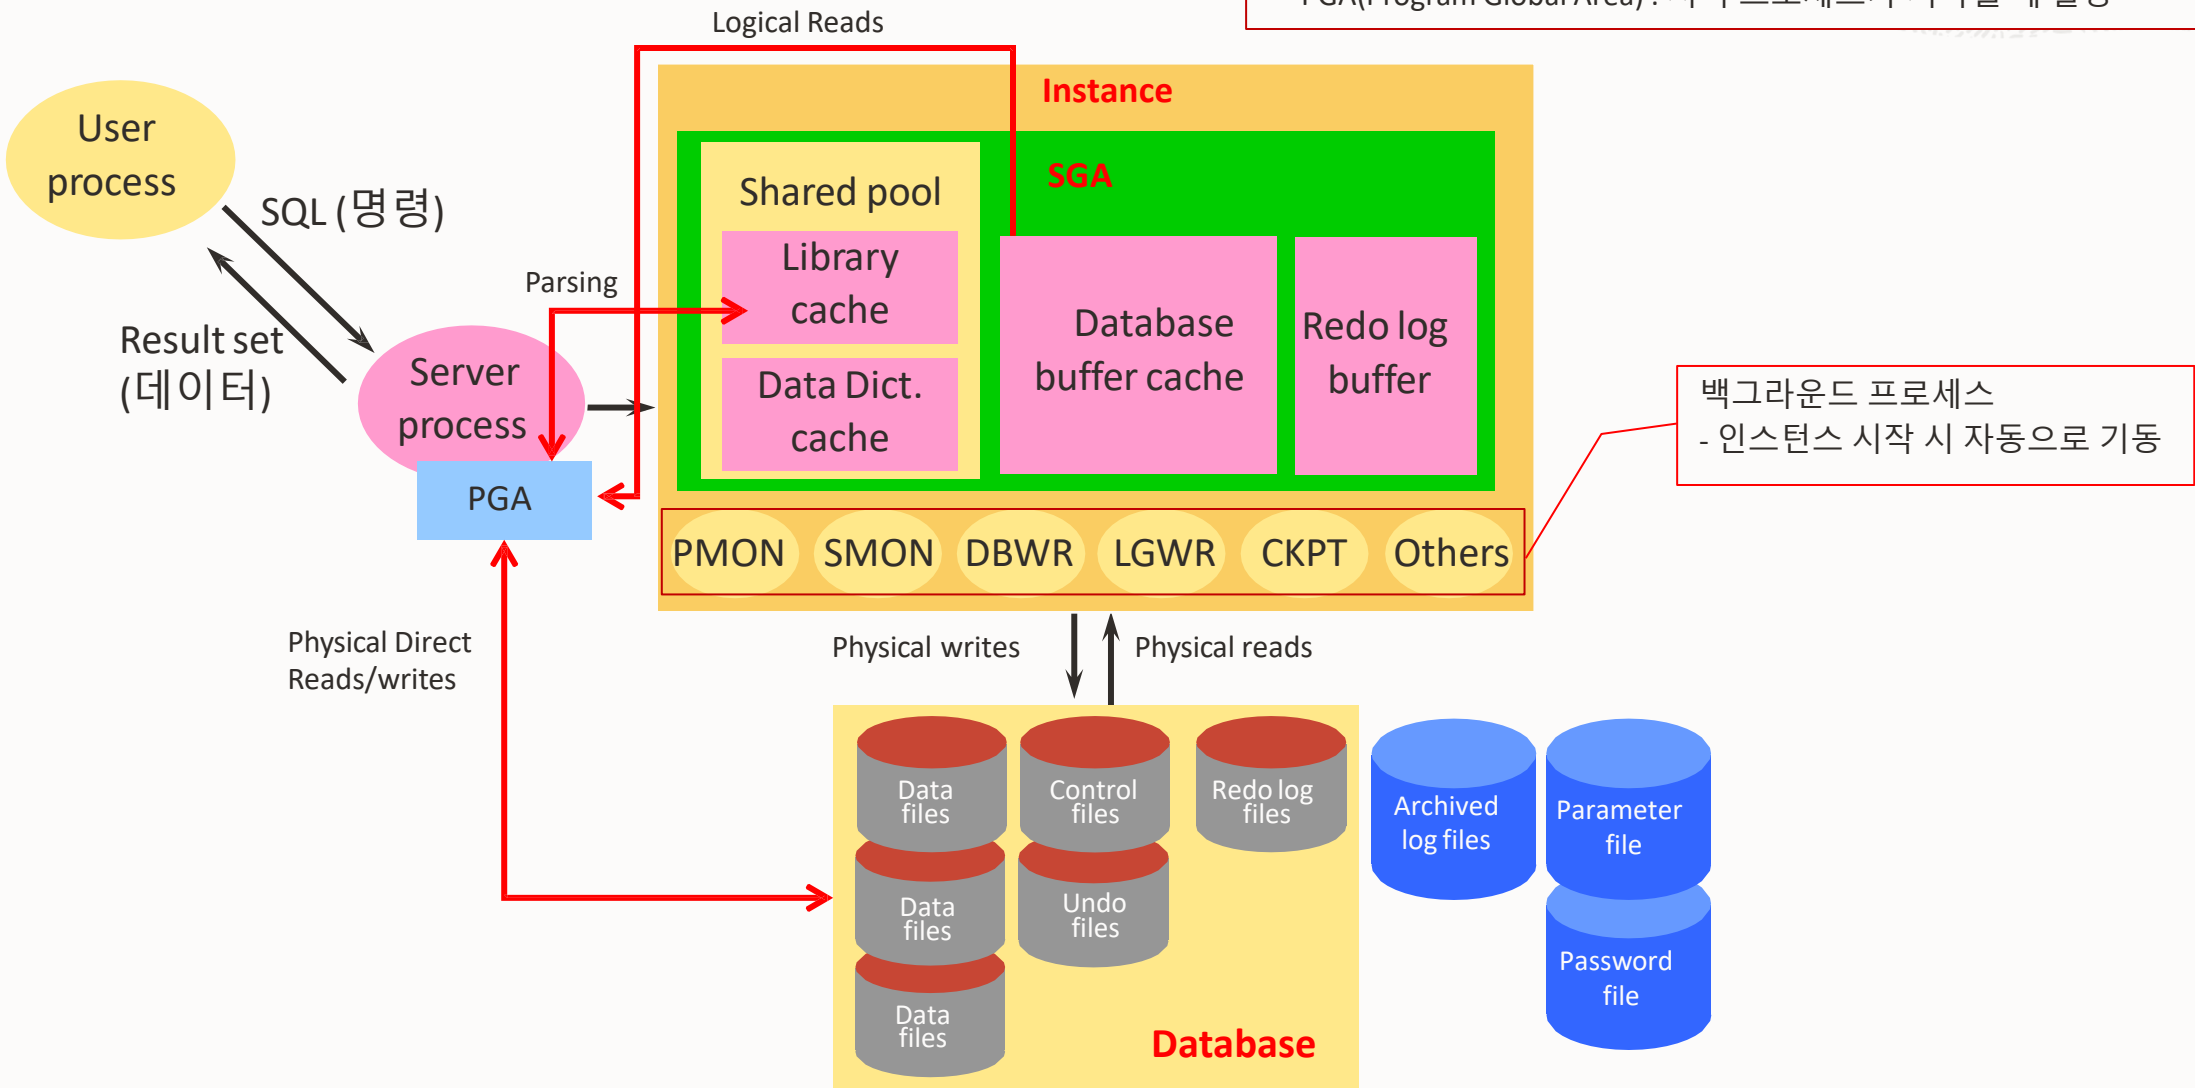 PGA(Program Global Area) :
Logical Reads
Instance
User
process
SGA
SQL (명령)
Shared pool
Library
cache
Parsing
Database
buffer cache
Redo log
buffer
Result set
(데이터)
Server
process
Data Dict.
cache
백그라운드 프로세스
- 인스턴스 시작 시 자동으로 기동
PGA
PMON
SMON
DBWR
LGWR
CKPT
Others
Physical Direct
Reads/writes
Physical writes
Physical reads
Data
files
Control
files
Redo log
files
Archived
log files
Parameter
file
Data
files
Undo
files
Password
file
Data
files
Database